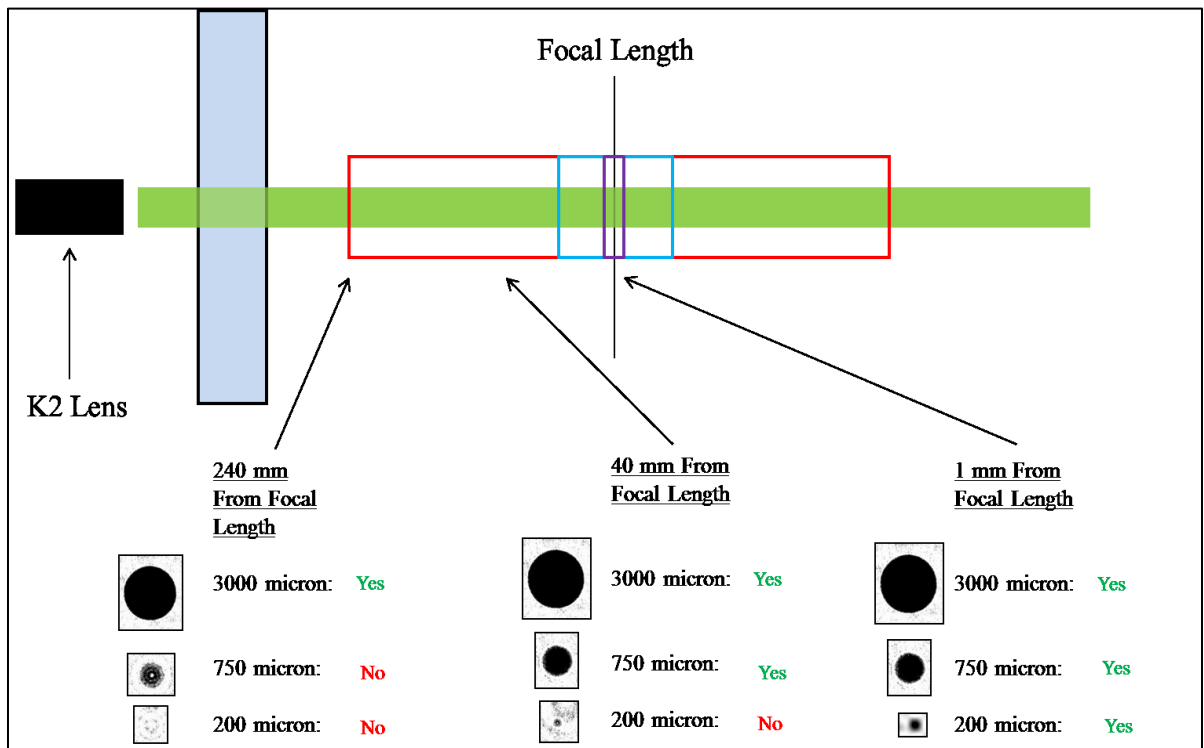 Focal Length
K2 Lens
240 mm
From Focal
Length
3000 micron: Yes
750 micron: No
200 micron: No
40 mm From
Focal Length
3000 micron: Yes
750 micron: Yes
200 micron: No
1 mm From
Focal Length
3000 micron: Yes
750 micron: Yes
200 micron: Yes